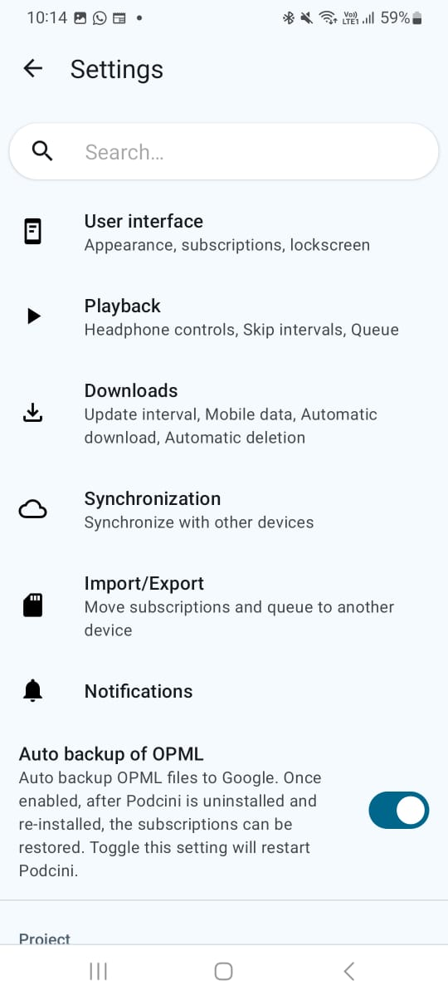 10:14
Vo)) LTE1 59%
Settings
Search...
User interface
Appearance, subscriptions, lockscreen
Playback
Headphone controls, Skip intervals, Queue
Downloads
Update interval, Mobile data, Automatic
download, Automatic deletion
Synchronization
Synchronize with other devices
Import/Export
Move subscriptions and queue to another
device
Notifications
Auto backup of OPML
Auto backup OPML files to Google. Once
enabled, after Podcini is uninstalled and
re-installed, the subscriptions can be
restored. Toggle this setting will restart
Podcini.
Project